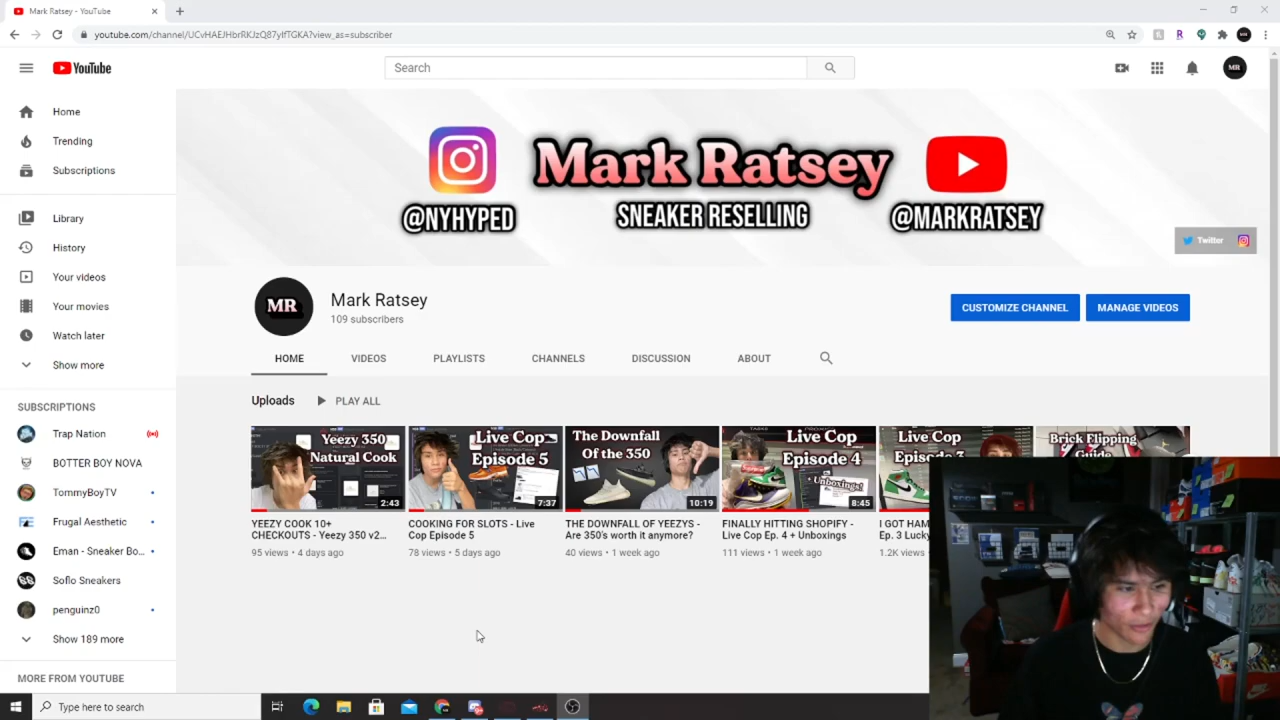 Mark Ratsey - YouTube
youtube.com/channel/UCvHAEJHbrRKJzQ87yIfTGKA?view_as=subscriber
YouTube
Search
MR
Home
Trending
Subscriptions
Library
History
Your videos
Your movies
Watch later
Show more
SUBSCRIPTIONS
Trap Nation
BOTTER BOY NOVA
TommyBoyTV
Frugal Aesthetic
Eman - Sneaker Bo...
Soflo Sneakers
penguinz0
Show 189 more
MORE FROM YOUTUBE
Mark Ratsey
SNEAKER RESELLING
@NYHYPED
@MARKRATSEY
Twitter
MR
Mark Ratsey
109 subscribers
CUSTOMIZE CHANNEL
MANAGE VIDEOS
HOME
VIDEOS
PLAYLISTS
CHANNELS
DISCUSSION
ABOUT
Uploads
PLAY ALL
Yeezy 350
Natural Cook
2:43
YEEZY COOK 10+
CHECKOUTS - Yeezy 350 v2...
95 views • 4 days ago
Live Cop
Episode 5
7:37
COOKING FOR SLOTS - Live
Cop Episode 5
78 views • 5 days ago
The Downfall
Of the 350
10:19
THE DOWNFALL OF YEEZYS -
Are 350's worth it anymore?
40 views • 1 week ago
Live Cop
Episode 4
+ Unboxings!
8:45
FINALLY HITTING SHOPIFY -
Live Cop Ep. 4 + Unboxings
111 views • 1 week ago
Live Cop
Episode 3
I GOT HAM
Ep. 3 Lucky
1.2K views
Brick Flipping
Guide
Type here to search